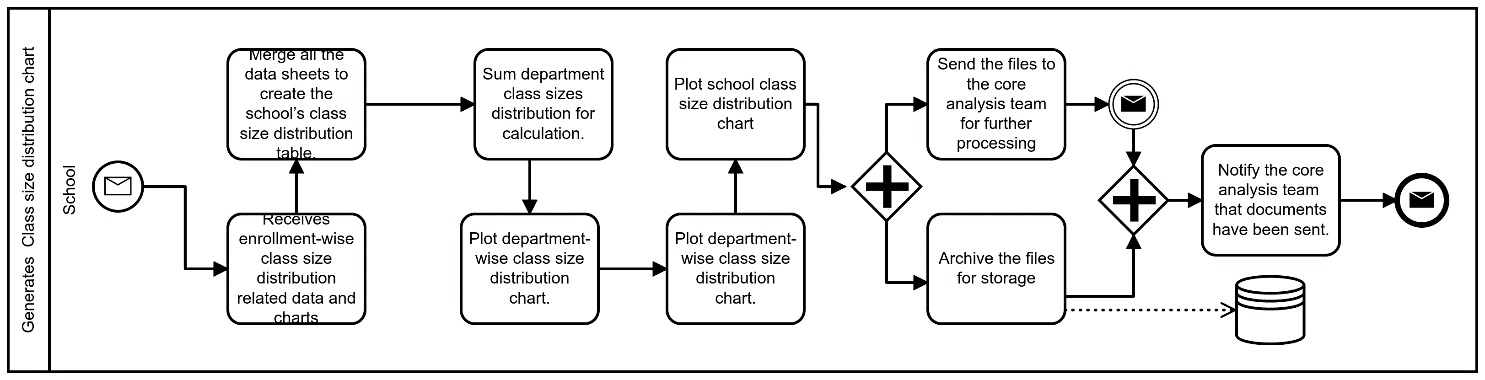 Generates  Class size distribution chart
School
Merge all the
data sheets to
create the
school's class
size distribution
table.
Receives
enrollment-wise
class size
distribution
related data and
charts
Sum department
class sizes
distribution for
calculation.
Plot department-
wise class size
distribution
chart.
Plot department-
wise class size
distribution
chart.
Plot school class
size distribution
chart
Send the files to
the core
analysis team
for further
processing
Archive the files
for storage
Notify the core
analysis team
that documents
have been sent.